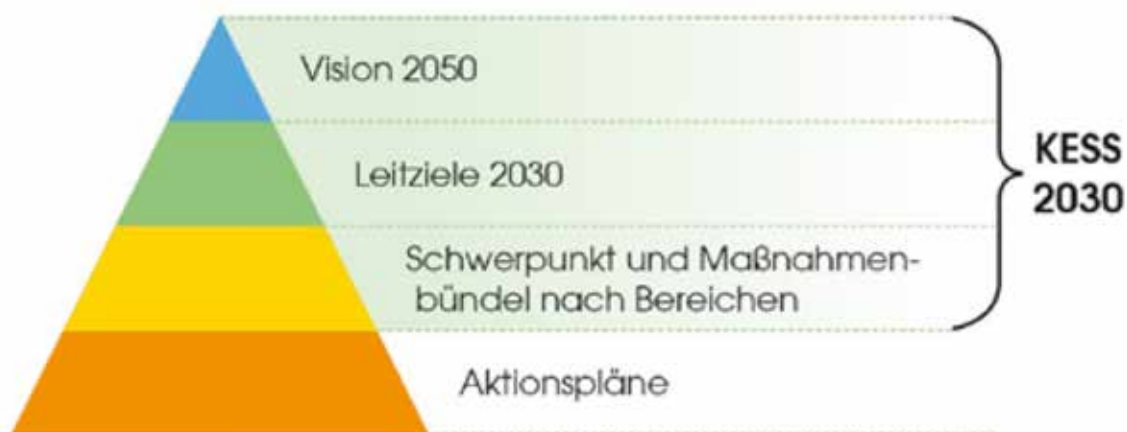 Vision 2050
Leitziele 2030
Schwerpunkt und Maßnahmen-
bündel nach Bereichen
Aktionspläne
KESS
2030